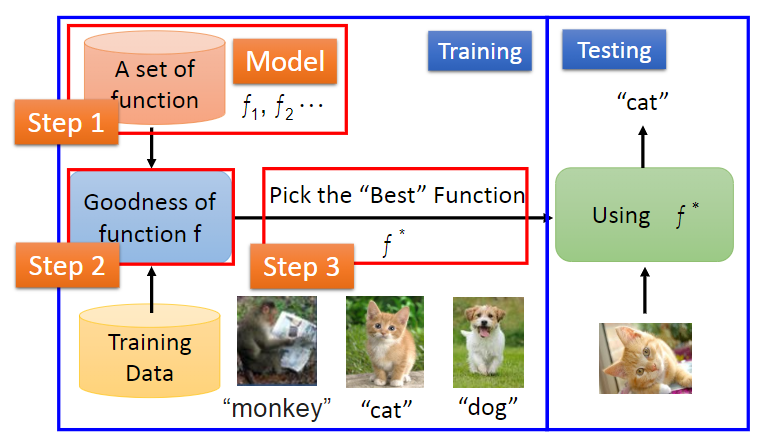 A set of
function
Model
f1, f2 ···
Training
Testing
Step 1
"cat"
Goodness of
function f
Pick the “Best” Function
f *
Using f *
Step 2
Step 3
Training
Data
“monkey”
“cat”
“dog”